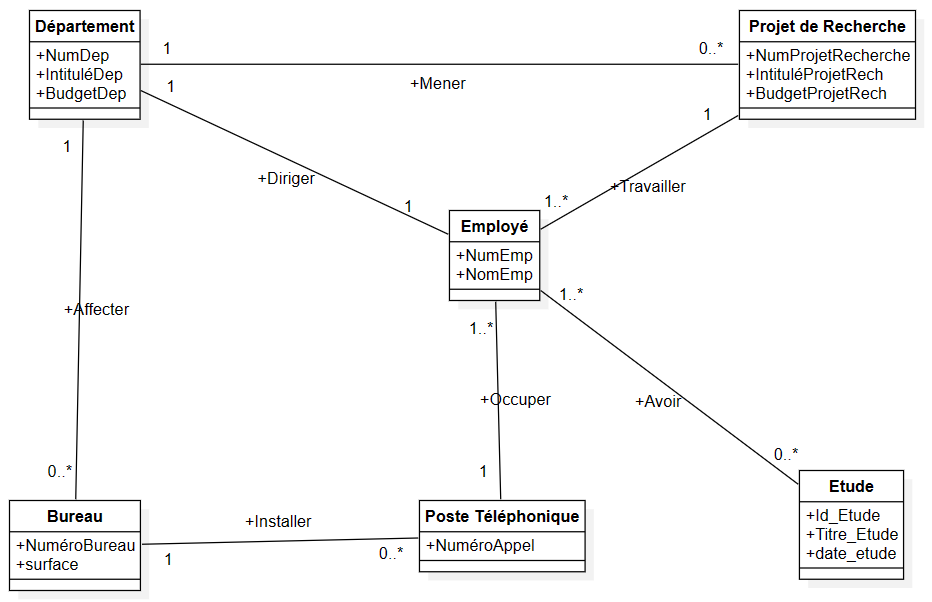 Département
+NumDep
+IntituléDep
+BudgetDep
1
0..*
+Mener
Projet de Recherche
+NumProjetRecherche
+IntituléProjetRech
+BudgetProjetRech
1
+Diriger
1
1
+Travailler
1..*
Employé
+NumEmp
+NomEmp
1
+Affecter
0..*
1..*
+Occuper
1
1..*
+Avoir
0..*
Bureau
+NuméroBureau
+surface
+Installer
1
0..*
Poste Téléphonique
+NuméroAppel
Etude
+Id_Etude
+Titre_Etude
+date_etude